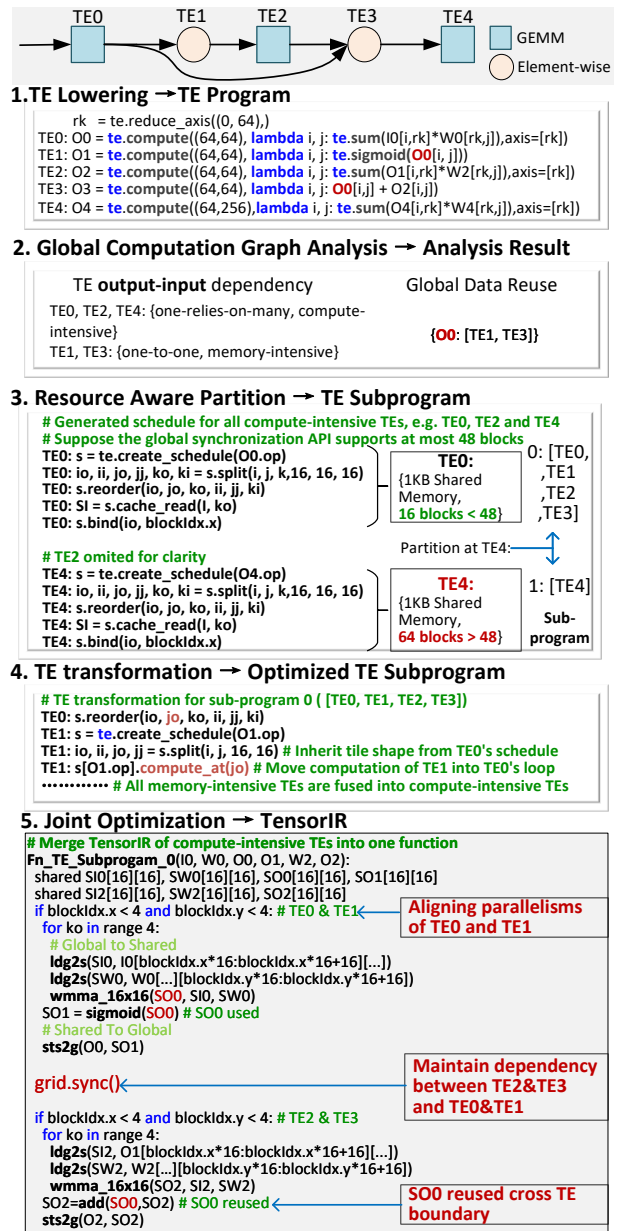 TE0 TE1 TE2 TE3 TE4
GEMM
Element-wise
1.TE Lowering →TE Program
rk = te.reduce_axis((0, 64),)
TE0: O0 = te.compute((64,64), lambda i, j: te.sum(I0[i,rk]*W0[rk,j]),axis=[rk])
TE1: O1 = te.compute((64,64), lambda i, j: te.sigmoid(O0[i, j]))
TE2: O2 = te.compute((64,64), lambda i, j: te.sum(O1[i,rk]*W2[rk,j]),axis=[rk])
TE3: O3 = te.compute((64,64), lambda i, j: O0[i,j] + O2[i,j])
TE4: O4 = te.compute((64,256),lambda i, j: te.sum(O4[i,rk]*W4[rk,j]),axis=[rk])
2. Global Computation Graph Analysis → Analysis Result
TE output-input dependency
TE0, TE2, TE4: {one-relies-on-many, compute-
intensive}
TE1, TE3: {one-to-one, memory-intensive}
Global Data Reuse
{O0: [TE1, TE3]}
3. Resource Aware Partition → TE Subprogram
# Generated schedule for all compute-intensive TEs, e.g. TE0, TE2 and TE4
# Suppose the global synchronization API supports at most 48 blocks
TE0: s = te.create_schedule(O0.op)
TE0: io, ii, jo, jj, ko, ki = s.split(i, j, k,16, 16, 16)
TE0: s.reorder(io, jo, ko, ii, jj, ki)
TE0: SI = s.cache_read(I, ko)
TE0: s.bind(io, blockIdx.x)
TE0:
{1KB Shared
Memory,
16 blocks < 48}
0: [TE0,
,TE1
,TE2
,TE3]
Partition at TE4:
# TE2 omited for clarity
TE4: s = te.create_schedule(O4.op)
TE4: io, ii, jo, jj, ko, ki = s.split(i, j, k,16, 16, 16)
TE4: s.reorder(io, jo, ko, ii, jj, ki)
TE4: SI = s.cache_read(I, ko)
TE4: s.bind(io, blockIdx.x)
TE4:
{1KB Shared
Memory,
64 blocks > 48}
1: [TE4]
Sub-
program
4. TE transformation → Optimized TE Subprogram
# TE transformation for sub-program 0 ( [TE0, TE1, TE2, TE3])
TE0: s.reorder(io, jo, ko, ii, jj, ki)
TE1: s = te.create_schedule(O1.op)
TE1: io, ii, jo, jj = s.split(i, j, 16, 16) # Inherit tile shape from TE0's schedule
TE1: s[O1.op].compute_at(jo) # Move computation of TE1 into TE0's loop
………… # All memory-intensive TEs are fused into compute-intensive TEs
5. Joint Optimization → TensorIR
# Merge TensorIR of compute-intensive TEs into one function
Fn_TE_Subprogam_0(I0, W0, O0, O1, W2, O2):
shared SI0[16][16], SW0[16][16], SO0[16][16], SO1[16][16]
shared SI2[16][16], SW2[16][16], SO2[16][16]
if blockIdx.x < 4 and blockIdx.y < 4: # TE0 & TE1
for ko in range 4:
# Global to Shared
ldg2s(SI0, I0[blockIdx.x*16:blockIdx.x*16+16][...])
ldg2s(SW0, W0[...][blockIdx.y*16:blockIdx.y*16+16])
wmma_16x16(SO0, SI0, SW0)
SO1 = sigmoid(SO0) # SO0 used
# Shared To Global
sts2g(O0, SO1)
Aligning parallelisms
of TE0 and TE1
grid.sync()
Maintain dependency
between TE2&TE3
and TE0&TE1
if blockIdx.x < 4 and blockIdx.y < 4: # TE2 & TE3
for ko in range 4:
ldg2s(SI2, O1[blockIdx.x*16:blockIdx.x*16+16][...])
ldg2s(SW2, W2[...][blockIdx.y*16:blockIdx.y*16+16])
wmma_16x16(SO2, SI2, SW2)
SO2=add(SO0,SO2) # SO0 reused
sts2g(O2, SO2)
SO0 reused cross TE
boundary